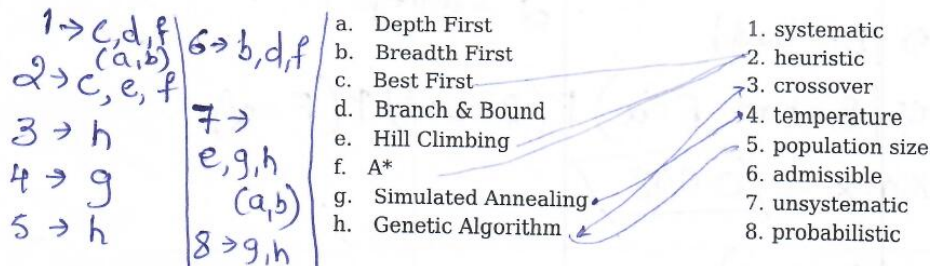 1→ c,d,f
(a,b)
2→ c, e, f
3 → h
4 → g
5 → h
6→ b,d,f
7 →
e,g,h
(a,b)
8 →g,h
a. Depth First
b. Breadth First
c. Best First
d. Branch & Bound
e. Hill Climbing
f. A*
g. Simulated Annealing
h. Genetic Algorithm
1. systematic
2. heuristic
3. crossover
4. temperature
5. population size
6. admissible
7. unsystematic
8. probabilistic